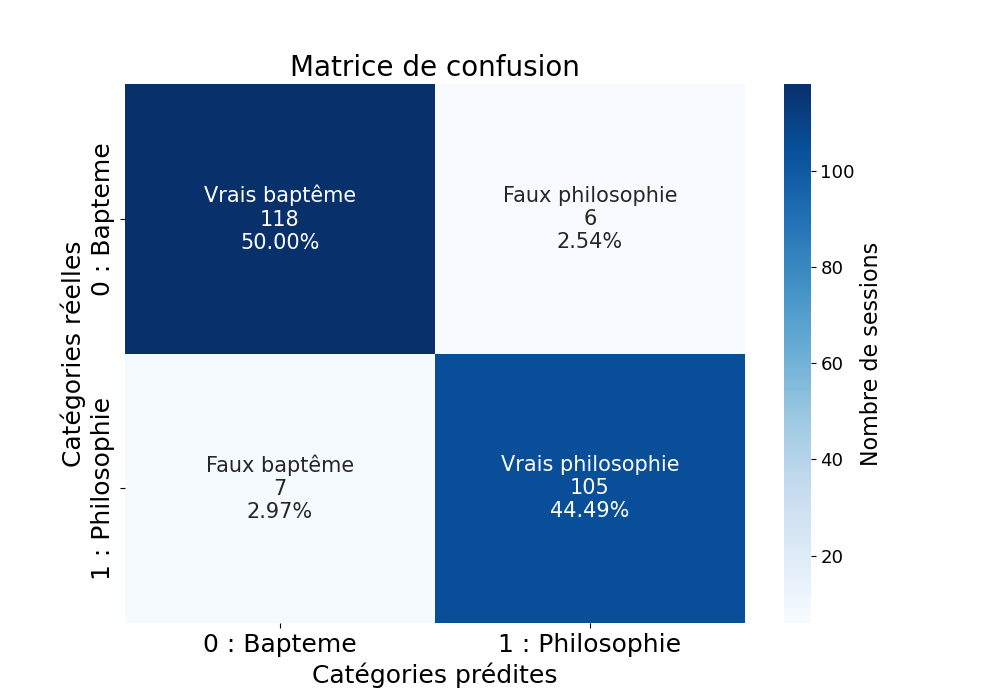 Matrice de confusion
Catégories réelles
0 : Bapteme
1 : Philosophie
Vrais baptême
118
50.00%
Faux philosophie
6
2.54%
Faux baptême
7
2.97%
Vrais philosophie
105
44.49%
0 : Bapteme
1 : Philosophie
Catégories prédites
100
80
60
40
20
Nombre de sessions